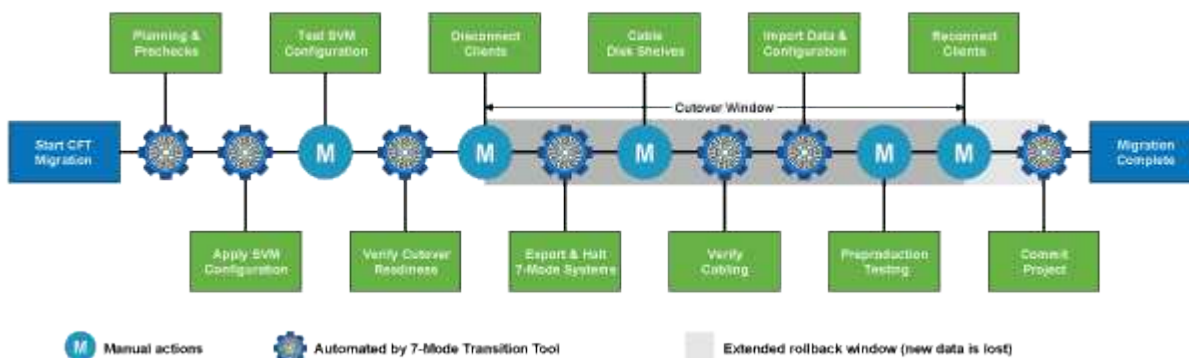 Planning &
Prechecks
Test SVM
Configuration
Disconnect
Clients
Cable
Disk Shelves
Import Data &
Configuration
Reconnect
Clients
Cutover Window
Start CFT
Migration
M
M
M
M
M
Migration
Complete
Apply SVM
Configuration
Verify Cutover
Readiness
Export & Halt
7-Mode Systems
Verify
Cabling
Preproduction
Testing
Commit
Project
M Manual actions
Automated by 7-Mode Transition Tool
Extended rollback window (new data is lost)